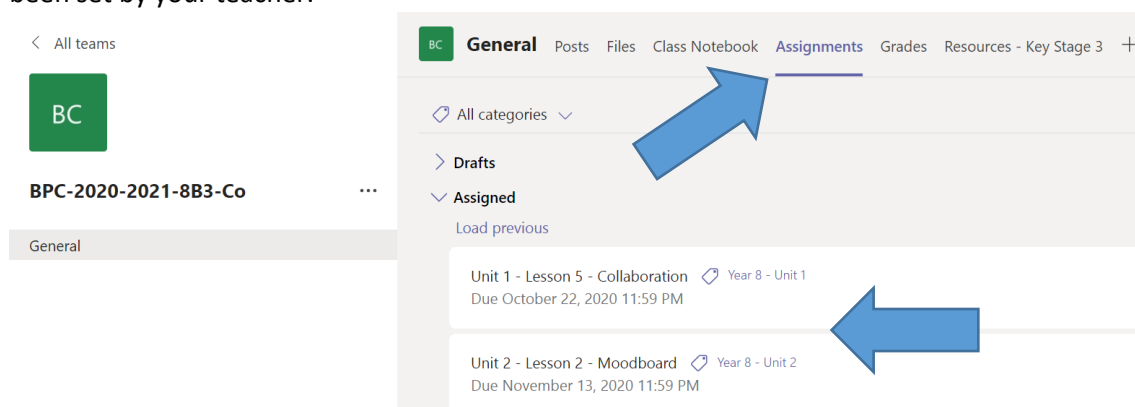 been set by your teacher.
All teams
BC
BPC-2020-2021-8B3-Co ...
General
BC General Posts Files Class Notebook Assignments Grades Resources - Key Stage 3 +
All categories
Drafts
Assigned
Load previous
Unit 1 - Lesson 5 - Collaboration Year 8 - Unit 1
Due October 22, 2020 11:59 PM
Unit 2 - Lesson 2 - Moodboard Year 8 - Unit 2
Due November 13, 2020 11:59 PM